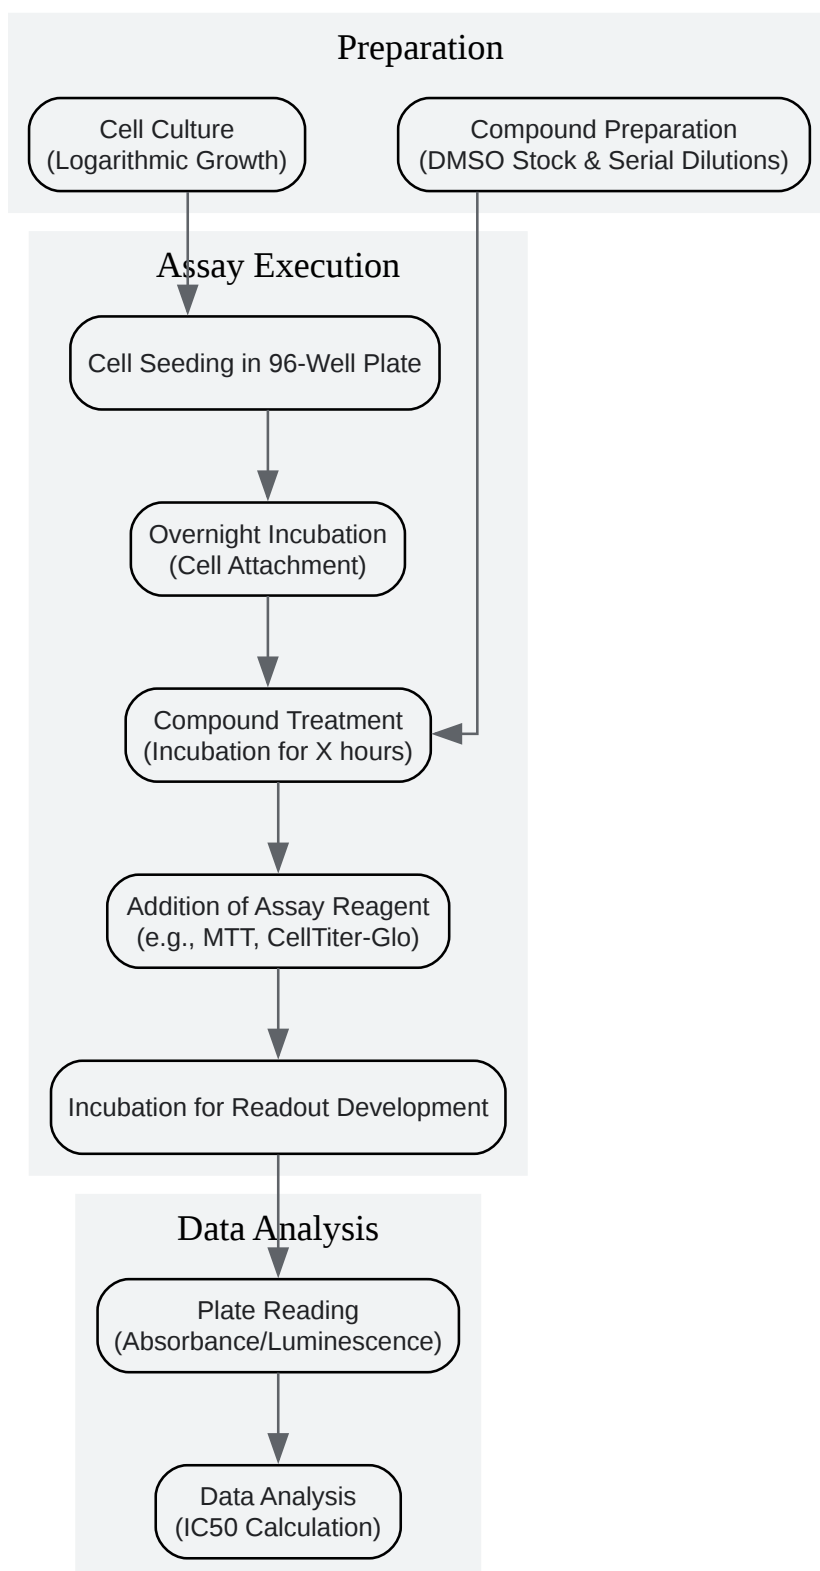 Preparation
Cell Culture
(Logarithmic Growth)
Compound Preparation
(DMSO Stock & Serial Dilutions)
Assay Execution
Cell Seeding in 96-Well Plate
Overnight Incubation
(Cell Attachment)
Compound Treatment
(Incubation for X hours)
Addition of Assay Reagent
(e.g., MTT, CellTiter-Glo)
Incubation for Readout Development
Data Analysis
Plate Reading
(Absorbance/Luminescence)
Data Analysis
(IC50 Calculation)